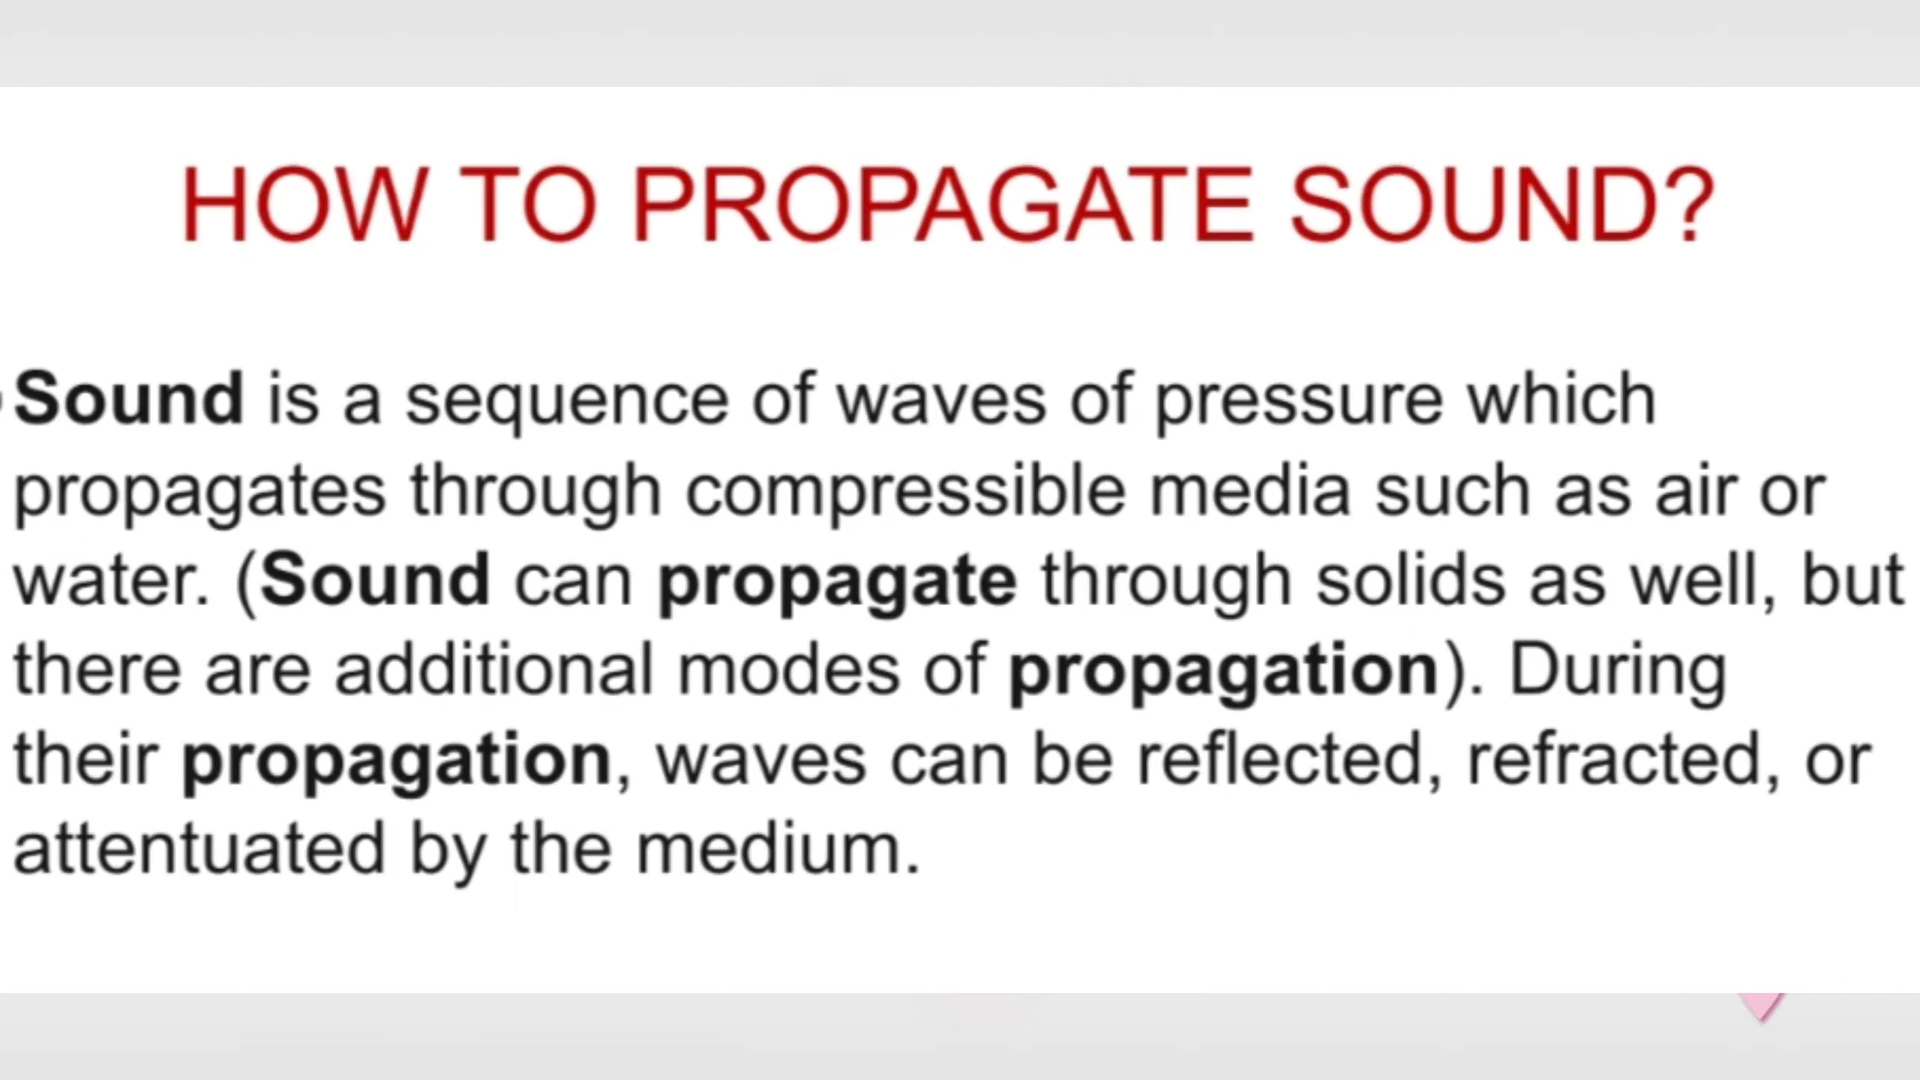 HOW TO PROPAGATE SOUND?
Sound is a sequence of waves of pressure which
propagates through compressible media such as air or
water. (Sound can propagate through solids as well, but
there are additional modes of propagation). During
their propagation, waves can be reflected, refracted, or
attentuated by the medium.